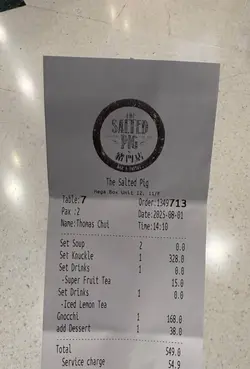 THE
SALTED
PIG
The Salted Pig
Mega Box Unit 12, 11/F
Table:7 Order:1349713
Pax :2 Date:2025-08-01
Name:Thomas Chui Time:14:10
Set Soup 2 0.0
Set Knuckle 1 328.0
Set Drinks 1 0.0
-Super Fruit Tea 15.0
Set Drinks 1 0.0
-Iced Lemon Tea
Gnocchi 1 168.0
add Dessert 1 38.0
Total 549.0
Service charge 54.9